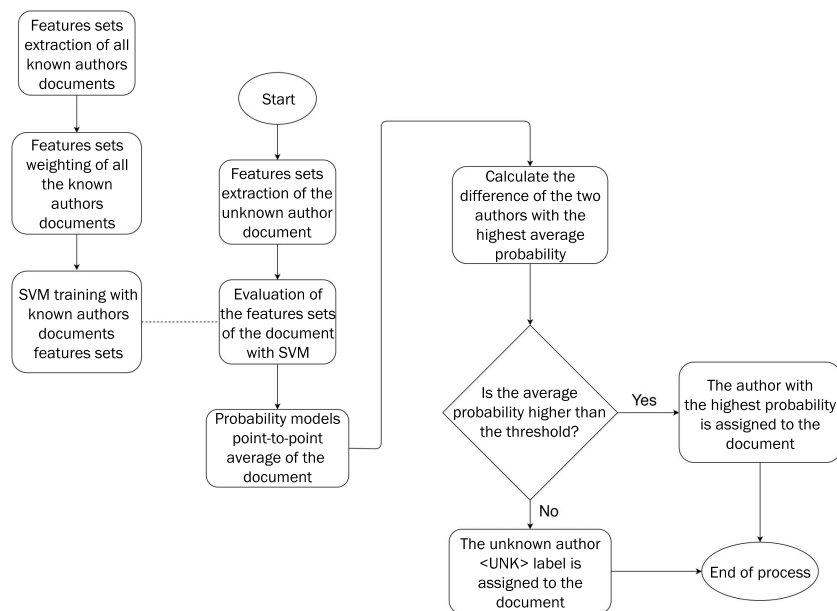 Features sets
extraction of all
known authors
documents
Features sets
weighting of all
the known
authors
documents
SVM training with
known authors
documents
features sets
Start
Features sets
extraction of the
unknown author
document
Evaluation of
the features sets
of the document
with SVM
Probability models
point-to-point
average of the
document
Calculate the
difference of the two
authors with the
highest average
probability
Is the average
probability higher than
the threshold?
Yes
The author with
the highest probability
is assigned to the
document
No
The unknown author
<UNK> label is
assigned to the
document
End of process